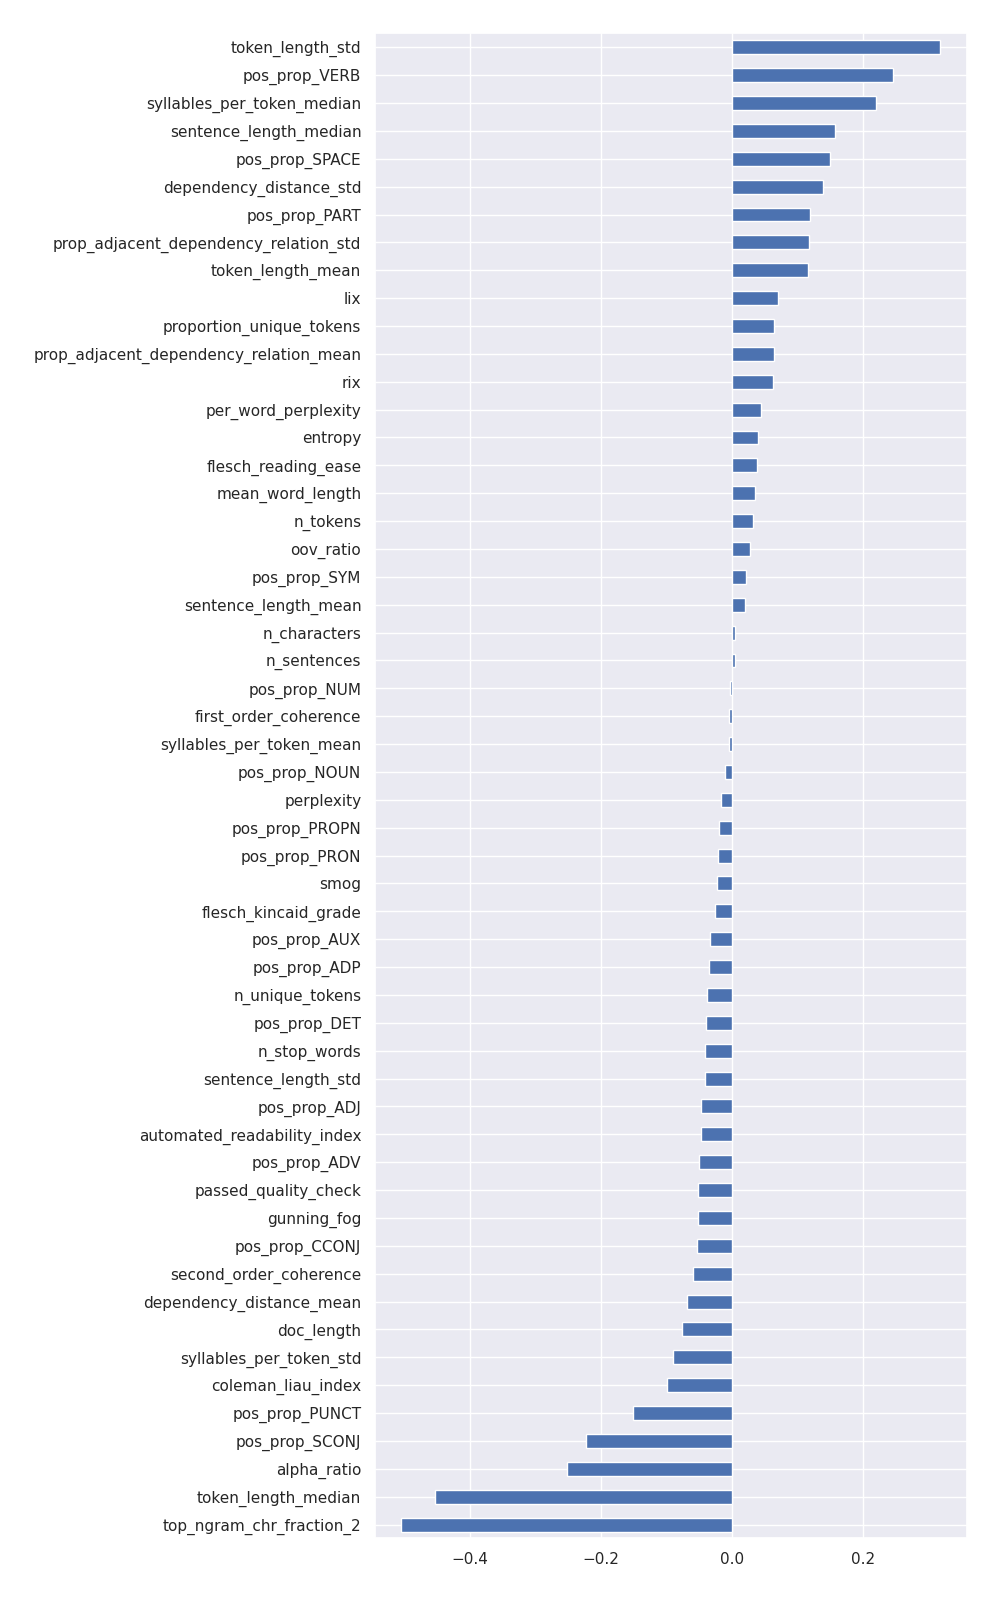 token_length_std
pos_prop_VERB
syllables_per_token_median
sentence_length_median
pos_prop_SPACE
dependency_distance_std
pos_prop_PART
prop_adjacent_dependency_relation_std
token_length_mean
lix
proportion_unique_tokens
prop_adjacent_dependency_relation_mean
rix
per_word_perplexity
entropy
flesch_reading_ease
mean_word_length
n_tokens
oov_ratio
pos_prop_SYM
sentence_length_mean
n_characters
n_sentences
pos_prop_NUM
first_order_coherence
syllables_per_token_mean
pos_prop_NOUN
perplexity
pos_prop_PROPN
pos_prop_PRON
smog
flesch_kincaid_grade
pos_prop_AUX
pos_prop_ADP
n_unique_tokens
pos_prop_DET
n_stop_words
sentence_length_std
pos_prop_ADJ
automated_readability_index
pos_prop_ADV
passed_quality_check
gunning_fog
pos_prop_CCONJ
second_order_coherence
dependency_distance_mean
doc_length
syllables_per_token_std
coleman_liau_index
pos_prop_PUNCT
pos_prop_SCONJ
alpha_ratio
token_length_median
top_ngram_chr_fraction_2
−0.4 −0.2 0.0 0.2